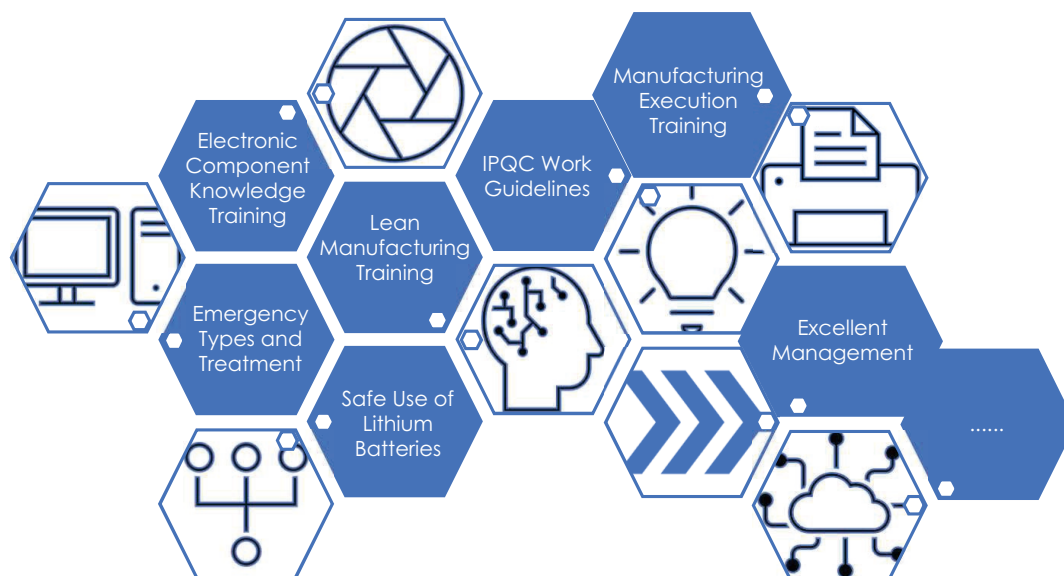 Electronic
Component
Knowledge
Training
Emergency
Types and
Treatment
Lean
Manufacturing
Training
Safe Use of
Lithium
Batteries
IPQC Work
Guidelines
Manufacturing
Execution
Training
Excellent
Management
......